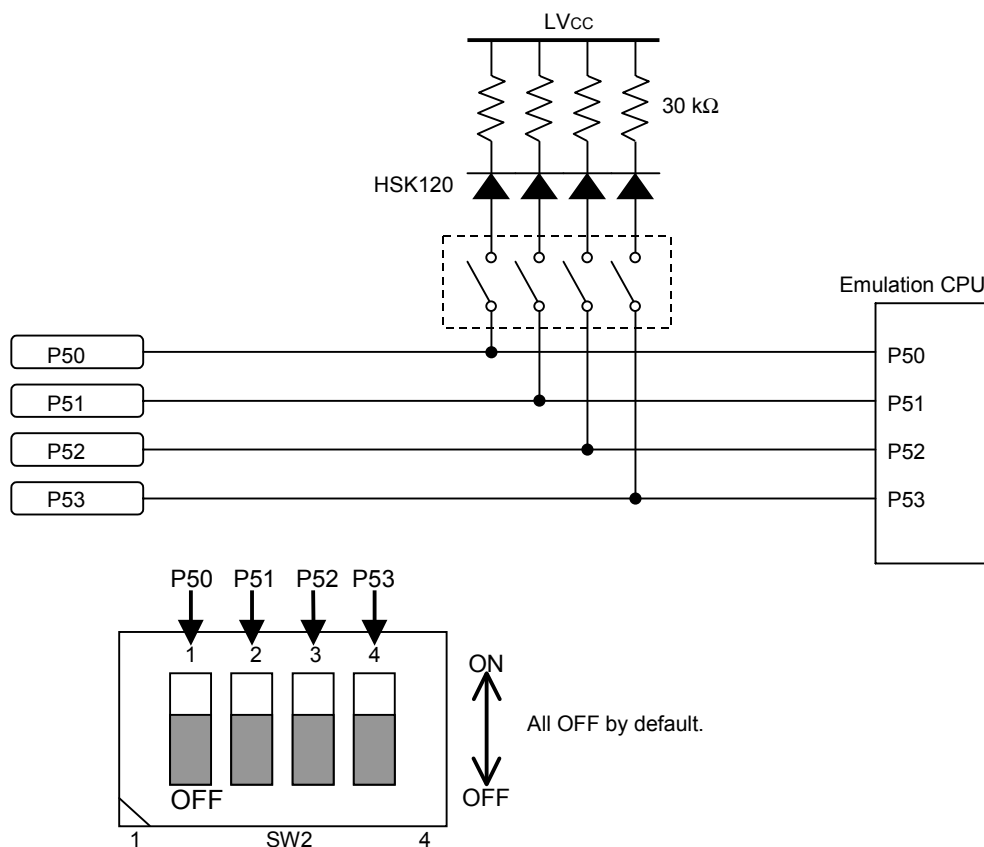 LVCC
30 kΩ
HSK120
Emulation CPU
P50 P50
P51 P51
P52 P52
P53 P53
P50 P51 P52 P53
1 2 3 4
ON
All OFF by default.
OFF
OFF
1 SW2 4